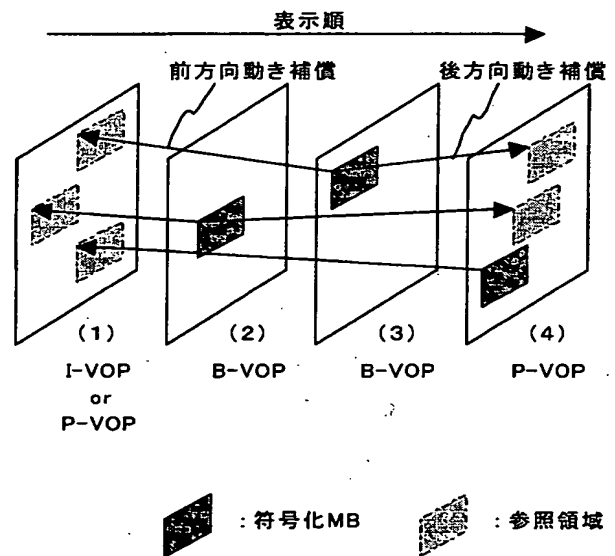 表示順
前方向動き補償
後方向動き補償
(1)
(2)
(3)
(4)
I-VOP
or
P-VOP
B-VOP
B-VOP
P-VOP
:符号化MB
:参照領域